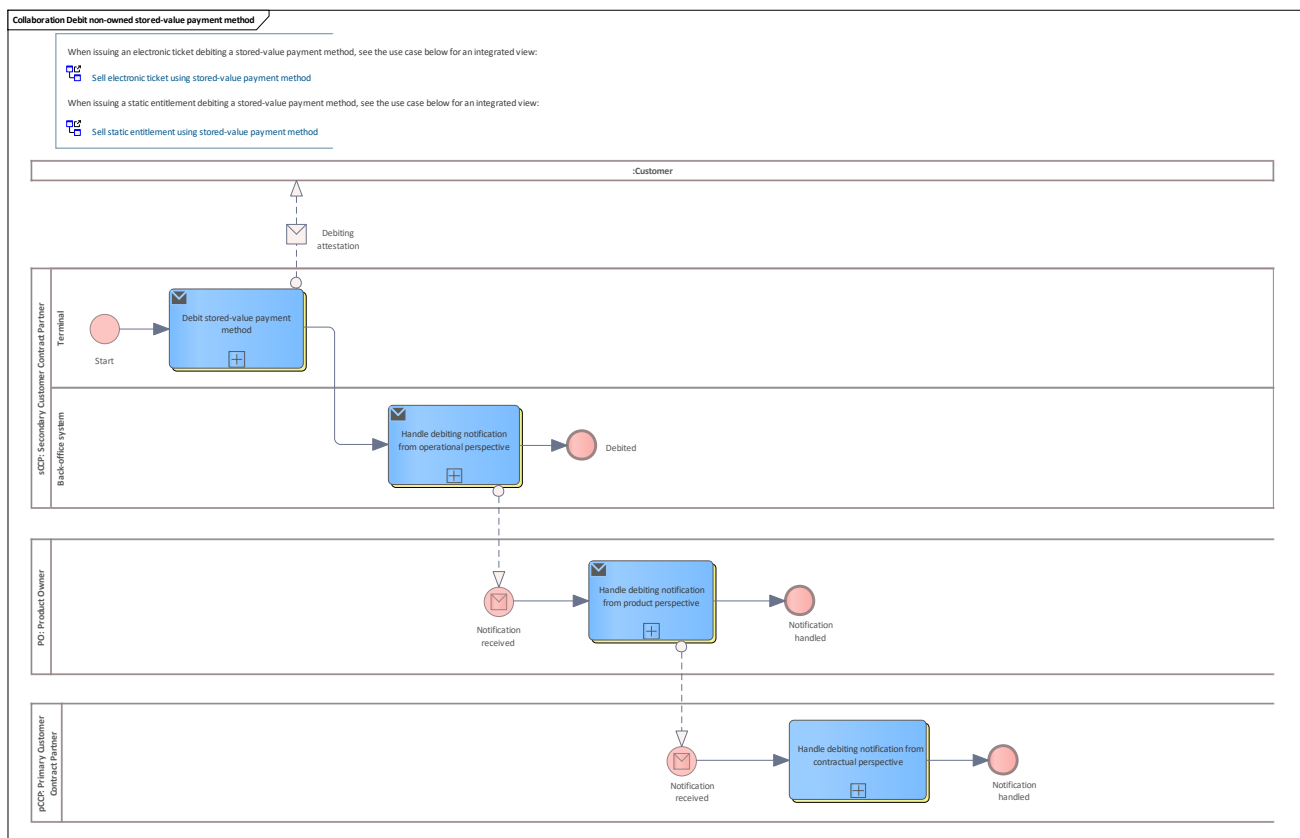 Collaboration Debit non-owned stored-value payment method
When issuing an electronic ticket debiting a stored-value payment method, see the use case below for an integrated view:
Sell electronic ticket using stored-value payment method
When issuing a static entitlement debiting a stored-value payment method, see the use case below for an integrated view:
Sell static entitlement using stored-value payment method
:Customer
Debiting
attestation
sCCP: Secondary Customer Contract Partner
Terminal
Start
Debit stored-value payment
method
Back-office system
Handle debiting notification
from operational perspective
Debited
PO: Product Owner
Notification
received
Handle debiting notification
from product perspective
Notification
handled
pCCP: Primary Customer
Contract Partner
Notification
received
Handle debiting notification from
contractual perspective
Notification
handled